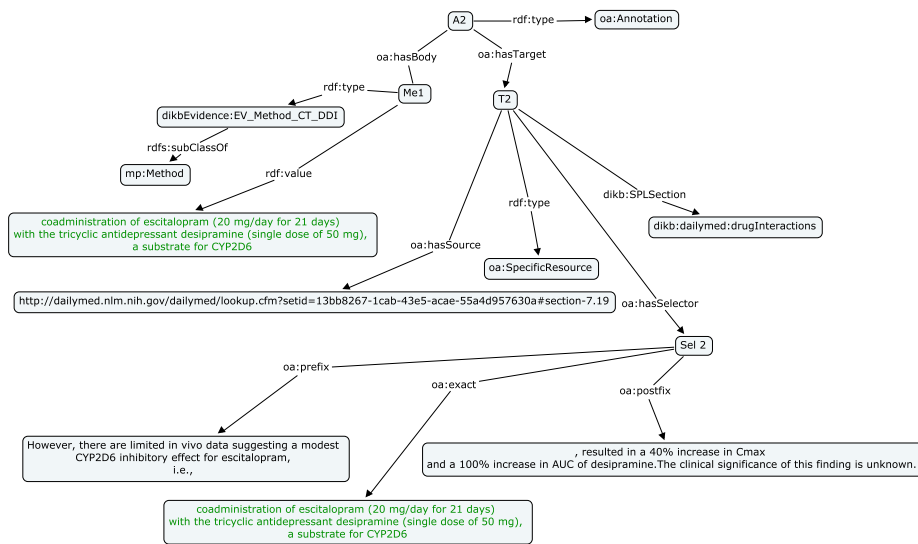 A2
rdf:type
oa:Annotation
oa:hasBody
oa:hasTarget
rdf:type
Me1
T2
dikbEvidence:EV_Method_CT_DDI
rdfs:subClassOf
mp:Method
rdf:value
rdf:type
dikb:SPLSection
coadministration of escitalopram (20 mg/day for 21 days)
with the tricyclic antidepressant desipramine (single dose of 50 mg),
a substrate for CYP2D6
dikb:dailymed:drugInteractions
oa:hasSource
oa:SpecificResource
http://dailymed.nlm.nih.gov/dailymed/lookup.cfm?setid=13bb8267-1cab-43e5-acae-55a4d957630a#section-7.19
oa:hasSelector
Sel 2
oa:prefix
oa:exact
oa:postfix
However, there are limited in vivo data suggesting a modest
CYP2D6 inhibitory effect for escitalopram,
i.e.,
, resulted in a 40% increase in Cmax
and a 100% increase in AUC of desipramine.The clinical significance of this finding is unknown.
coadministration of escitalopram (20 mg/day for 21 days)
with the tricyclic antidepressant desipramine (single dose of 50 mg),
a substrate for CYP2D6